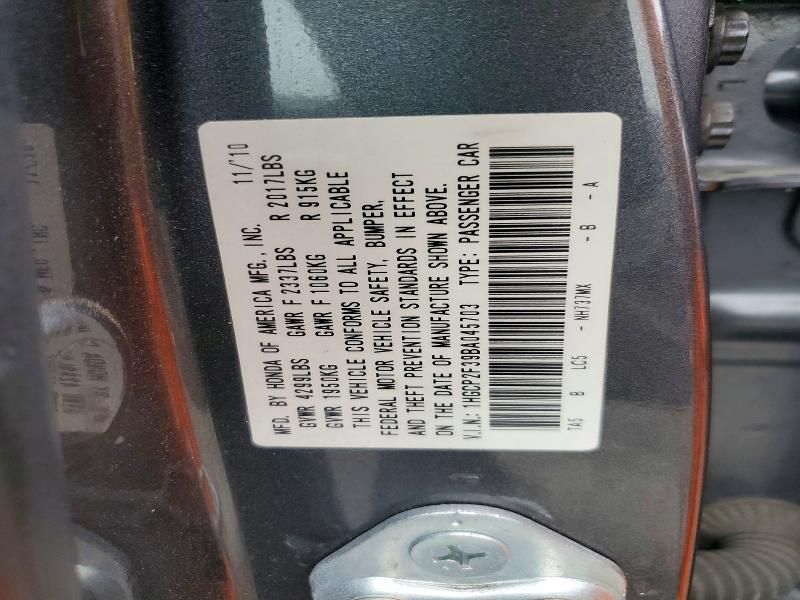 MFD. BY HONDA OF AMERICA MFG., INC. 11/'10
GVWR 4299LBS GAWR F 2337LBS R 2017LBS
GVWR 1950KG GAWR F 1060KG R 915KG
THIS VEHICLE CONFORMS TO ALL APPLICABLE
FEDERAL MOTOR VEHICLE SAFETY, BUMPER,
AND THEFT PREVENTION STANDARDS IN EFFECT
ON THE DATE OF MANUFACTURE SHOWN ABOVE.
V.I.N.: 1HGCP2F39BA045703 TYPE: PASSENGER CAR
TA5 B LC5 - NH737MX - B - A